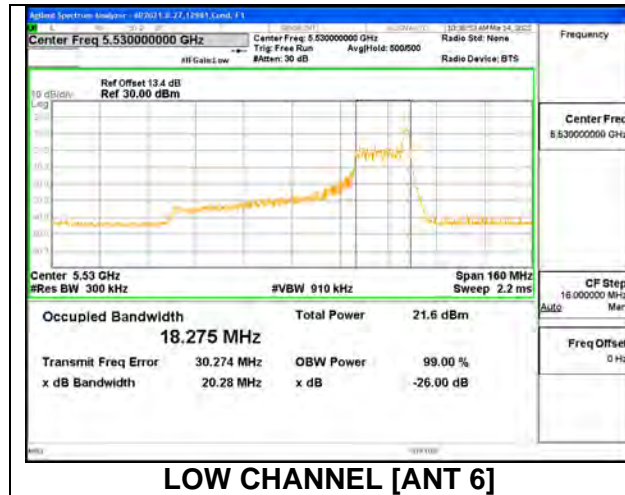 Agilent Spectrum Analyzer
Center Freq 5.530000000 GHz
#IFGain:Low
Center Freq: 5.530000000 GHz
Trig: Free Run
Avg|Hold: 500/500
#Atten: 30 dB
Radio Std: None
Radio Device: BTS
Frequency
Ref Offset 13.4 dB
10 dB/div
Ref 30.00 dBm
Log
Center Freq
5.530000000 GHz
Center 5.53 GHz
Span 160 MHz
#Res BW 300 kHz
#VBW 910 kHz
Sweep 2.2 ms
CF Step
16.000000 MHz
Auto Man
Occupied Bandwidth
18.275 MHz
Total Power
21.6 dBm
Transmit Freq Error
30.274 MHz
OBW Power
99.00 %
x dB Bandwidth
20.28 MHz
x dB
-26.00 dB
Freq Offset
0 Hz
LOW CHANNEL [ANT 6]